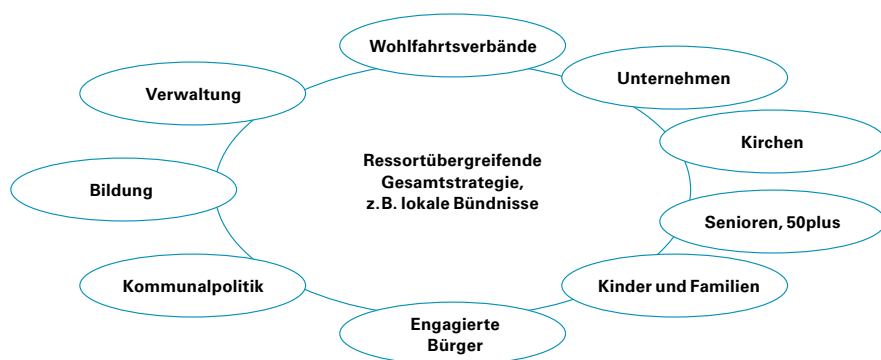 Wohlfahrtsverbände
Unternehmen
Verwaltung
Kirchen
Ressortübergreifende
Gesamtstrategie,
z.B. lokale Bündnisse
Bildung
Senioren, 50plus
Kommunalpolitik
Kinder und Familien
Engagierte
Bürger